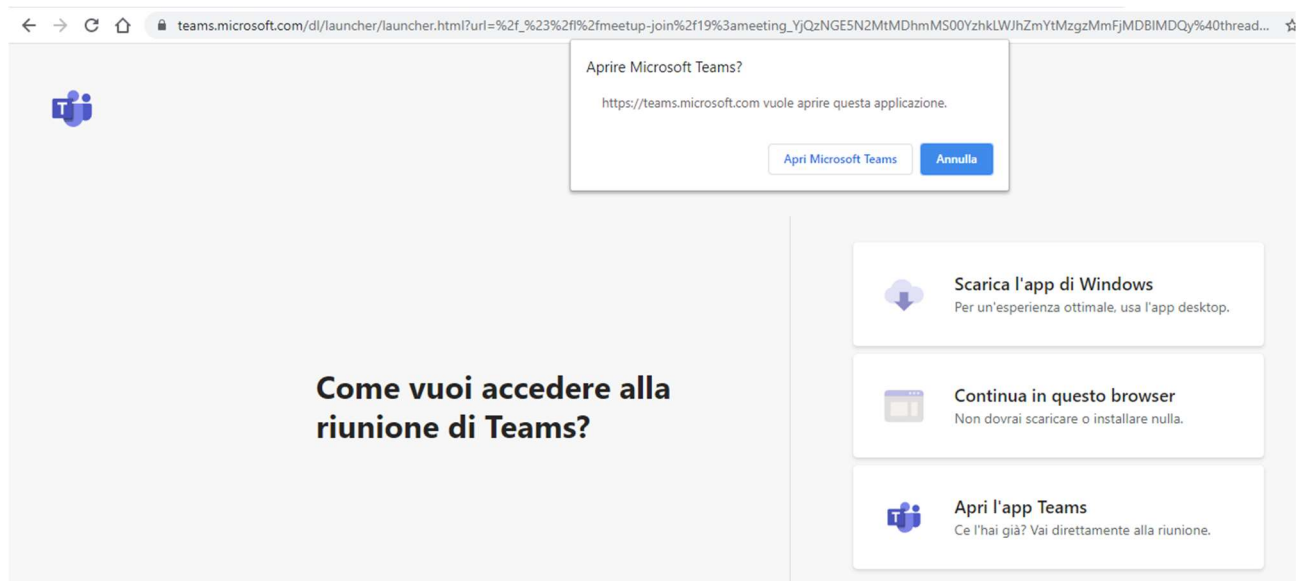 teams.microsoft.com/dl/launcher/launcher.html?url=%2f_%23%2fl%2fmeetup-join%2f19%3ameeting_YjQzNGE5N2MtMDhmMS00YzhkLWJhZmYtMzgzMmFjMDBlMDQy%40thread...
Aprire Microsoft Teams?
https://teams.microsoft.com vuole aprire questa applicazione.
Apri Microsoft Teams
Annulla
T
Come vuoi accedere alla
riunione di Teams?
Scarica l'app di Windows
Per un'esperienza ottimale, usa l'app desktop.
Continua in questo browser
Non dovrai scaricare o installare nulla.
T
Apri l'app Teams
Ce l'hai già? Vai direttamente alla riunione.